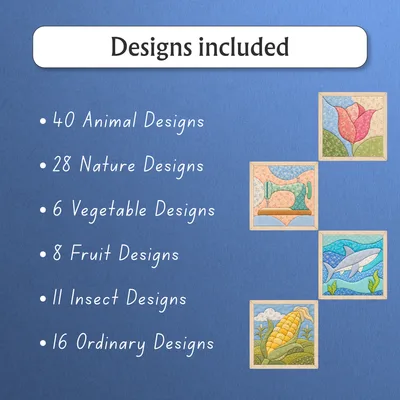 Designs included
• 40 Animal Designs
• 28 Nature Designs
• 6 Vegetable Designs
• 8 Fruit Designs
• 11 Insect Designs
• 16 Ordinary Designs